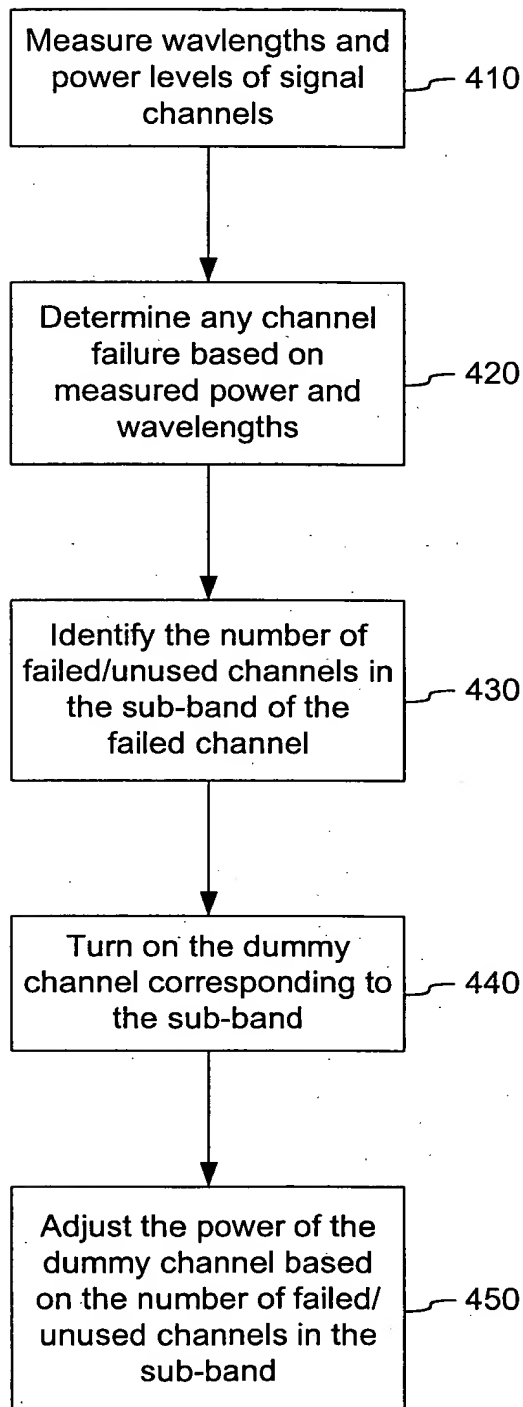 Measure wavlengths and
power levels of signal
channels
410
Determine any channel
failure based on
measured power and
wavelengths
420
Identify the number of
failed/unused channels in
the sub-band of the
failed channel
430
Turn on the dummy
channel corresponding to
the sub-band
440
Adjust the power of the
dummy channel based
on the number of failed/
unused channels in the
sub-band
450